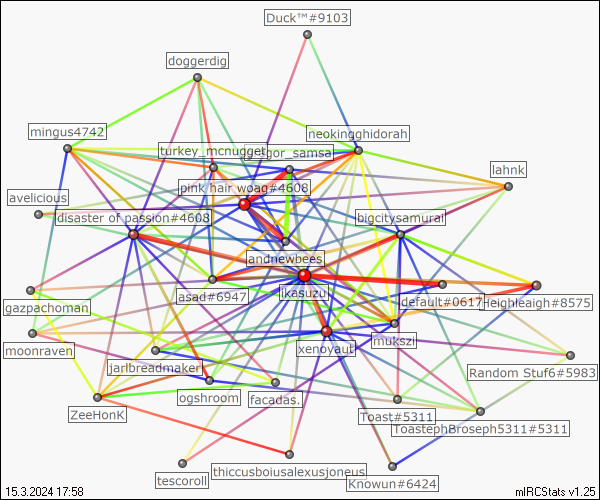 Duck™#9103
doggerdig
mingus4742
neokingghidorah
turkey_mcnugget
gregor_samsa
lahnk
pink hair woag#4608
avelicious
disaster of passion#4608
bigcitysamurai
andnewbees
asad#6947
ikasuzu
default#0617
Heighleaigh#8575
gazpachoman
moonraven
xenoyaut
mukszi
jarlbreadmaker
Random Stuf6#5983
ogshroom
facadas.
ZeeHonK
Toast#5311
ToastephBroseph5311#5311
tescoroll
thiccusboiusalexusjoneus
Knowun#6424
15.3.2024 17:58
mIRCStats v1.25